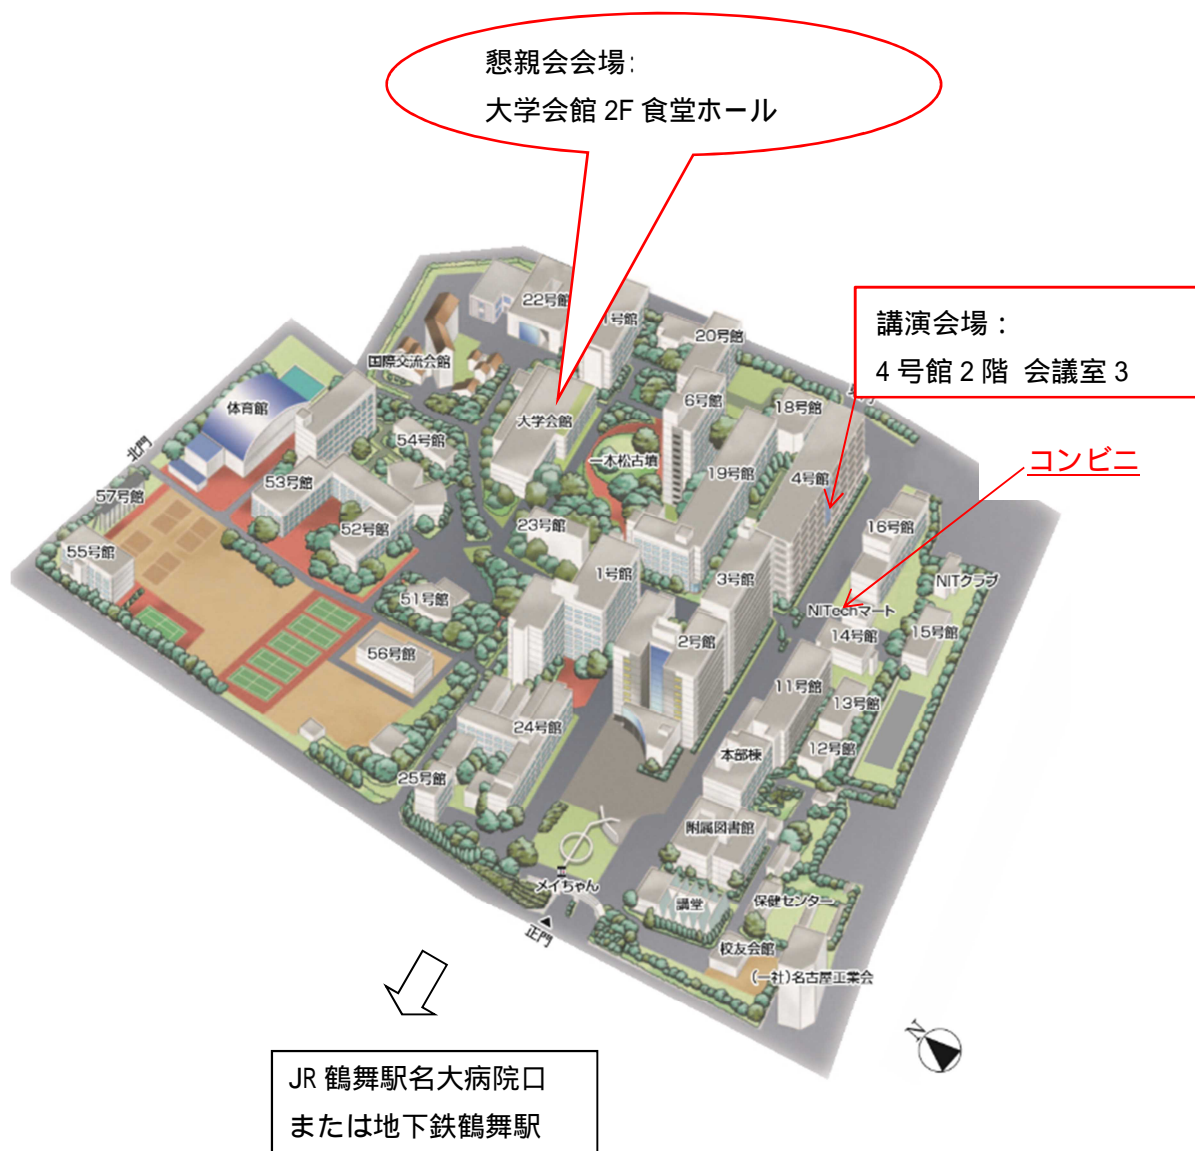 懇親会会場:
大学会館 2F 食堂ホール
講演会場：
4 号館 2 階 会議室 3
コンビニ
22号館
1号館
20号館
国際交流会館
体育館
大学会館
6号館
18号館
54号館
一本松古墳
北門
19号館
4号館
57号館
53号館
16号館
52号館
23号館
55号館
1号館
3号館
NITクラブ
51号館
NITechマート
14号館
15号館
56号館
2号館
11号館
13号館
24号館
本部棟
12号館
25号館
附属図書館
メイちゃん
講堂
保健センター
正門
校友会館
(一社)名古屋工業会
N
JR 鶴舞駅名大病院口
または地下鉄鶴舞駅